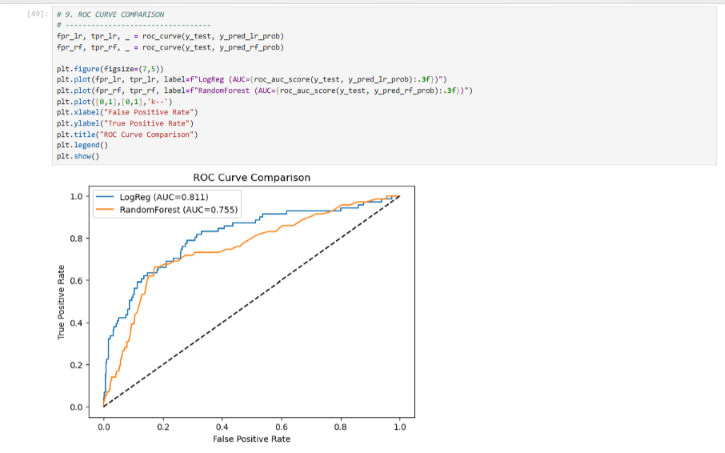 [49]: # 9. ROC CURVE COMPARISON
# ---------------------------------
fpr_lr, tpr_lr, _ = roc_curve(y_test, y_pred_lr_prob)
fpr_rf, tpr_rf, _ = roc_curve(y_test, y_pred_rf_prob)
plt.figure(figsize=(7,5))
plt.plot(fpr_lr, tpr_lr, label=f"LogReg (AUC={roc_auc_score(y_test, y_pred_lr_prob):.3f})")
plt.plot(fpr_rf, tpr_rf, label=f"RandomForest (AUC={roc_auc_score(y_test, y_pred_rf_prob):.3f})")
plt.plot([0,1],[0,1],'k--')
plt.xlabel("False Positive Rate")
plt.ylabel("True Positive Rate")
plt.title("ROC Curve Comparison")
plt.legend()
plt.show()
ROC Curve Comparison
LogReg (AUC=0.811)
RandomForest (AUC=0.755)
1.0
0.8
0.6
0.4
0.2
0.0
True Positive Rate
0.0 0.2 0.4 0.6 0.8 1.0
False Positive Rate